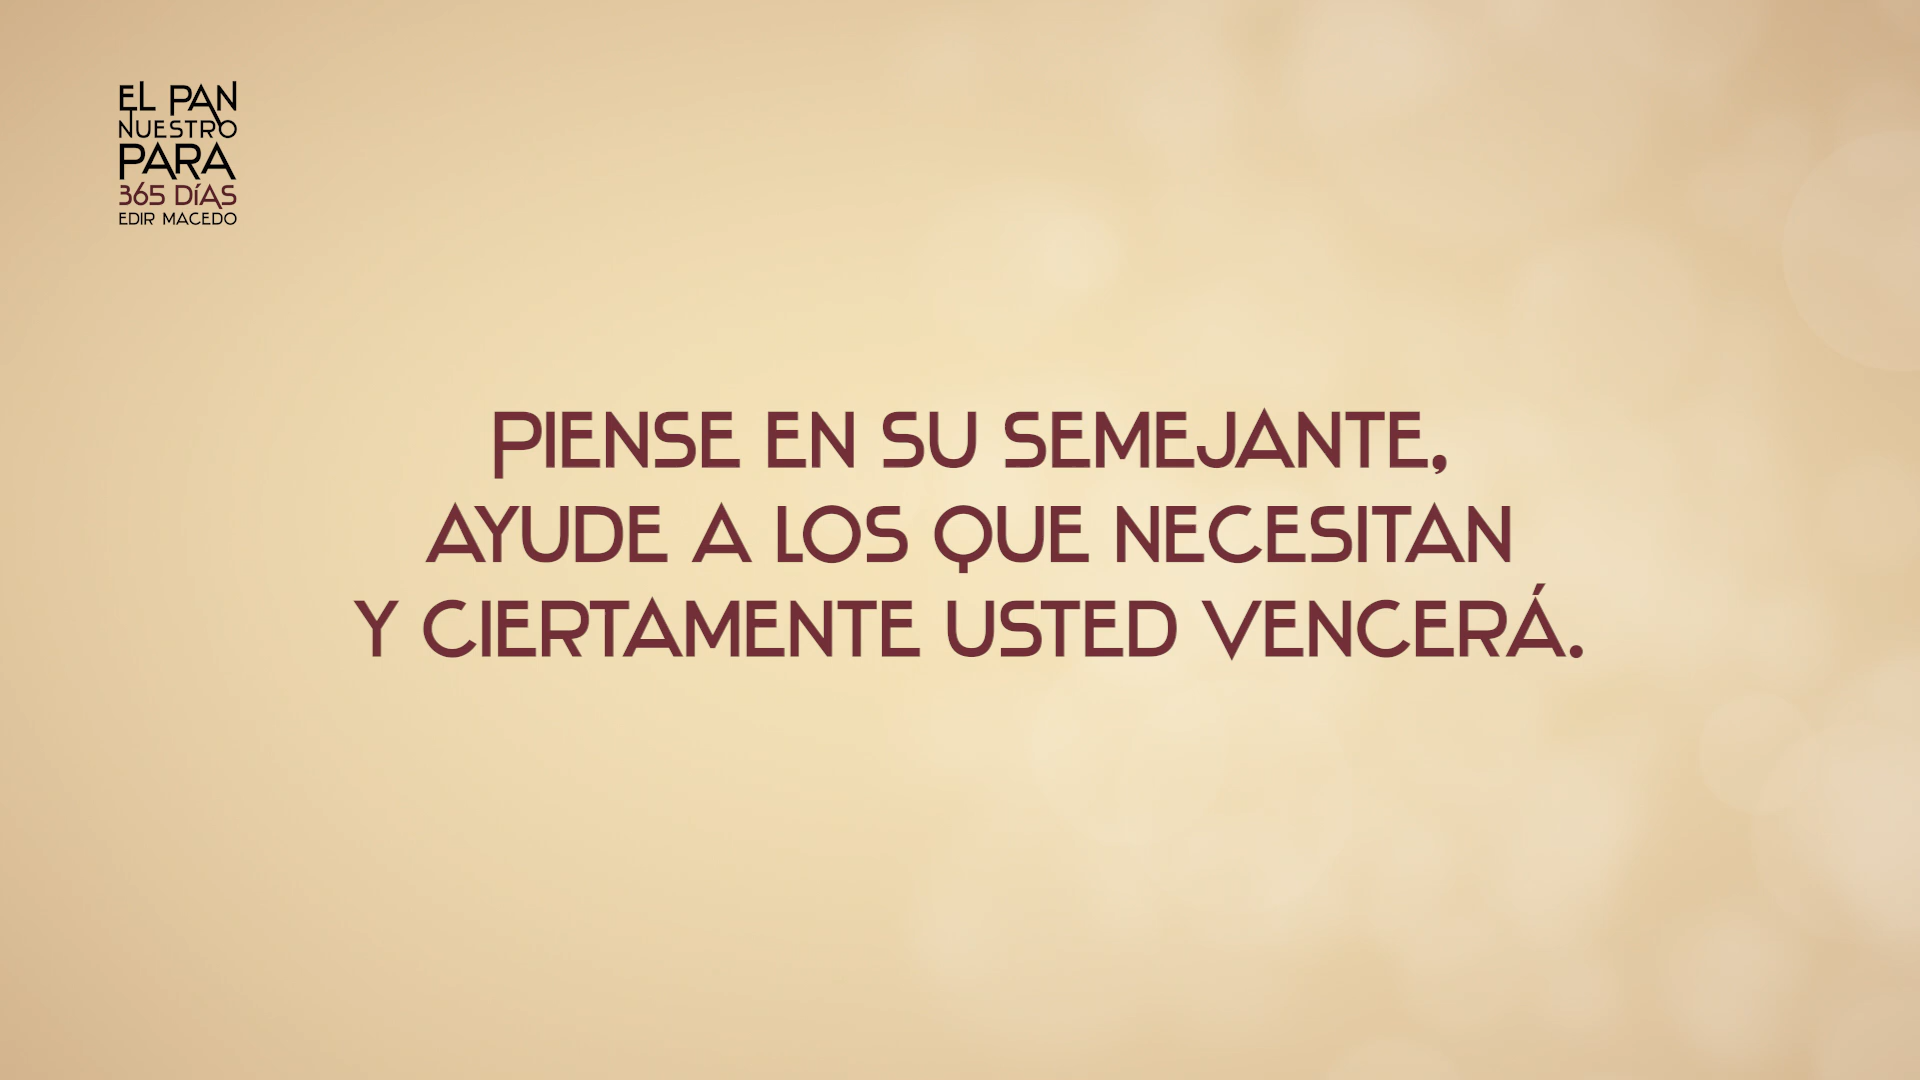 EL PAN
NUESTRO
PARA
365 DÍAS
EDIR MACEDO
PIENSE EN SU SEMEJANTE,
AYUDE A LOS QUE NECESITAN
Y CIERTAMENTE USTED VENCERÁ.